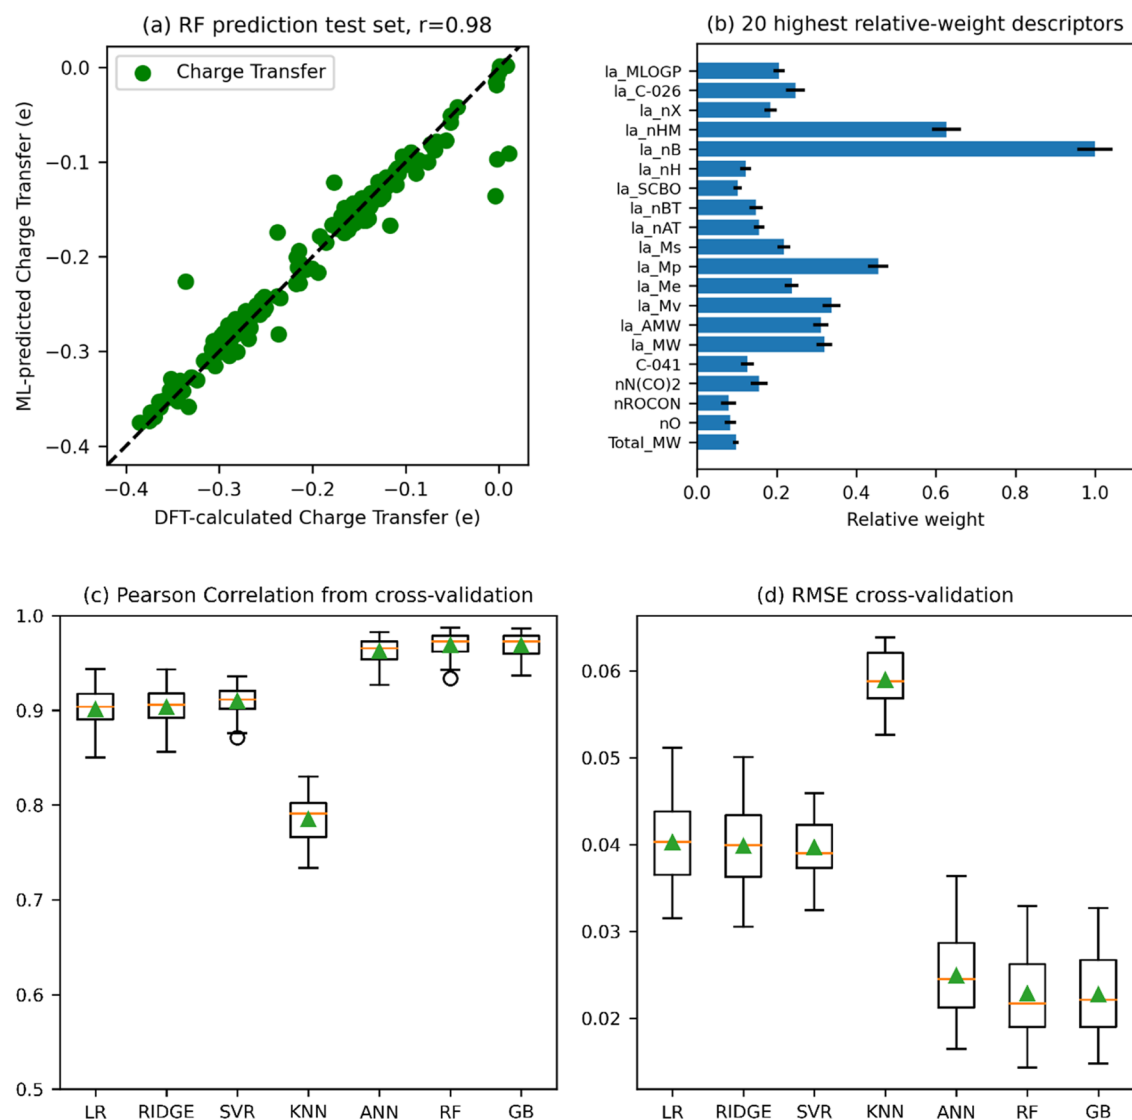 (a) RF prediction test set, r=0.98
Charge Transfer
ML-predicted Charge Transfer (e)
0.0
−0.1
−0.2
−0.3
−0.4
−0.4 −0.3 −0.2 −0.1 0.0
DFT-calculated Charge Transfer (e)
(b) 20 highest relative-weight descriptors
la_MLOGP
la_C-026
la_nX
la_nHM
la_nB
la_nH
la_SCBO
la_nBT
la_nAT
la_Ms
la_Mp
la_Me
la_Mv
la_AMW
la_MW
C-041
nN(CO)2
nROCON
nO
Total_MW
0.0 0.2 0.4 0.6 0.8 1.0
Relative weight
(c) Pearson Correlation from cross-validation
1.0
0.9
0.8
0.7
0.6
0.5
LR RIDGE SVR KNN ANN RF GB
(d) RMSE cross-validation
0.06
0.05
0.04
0.03
0.02
LR RIDGE SVR KNN ANN RF GB